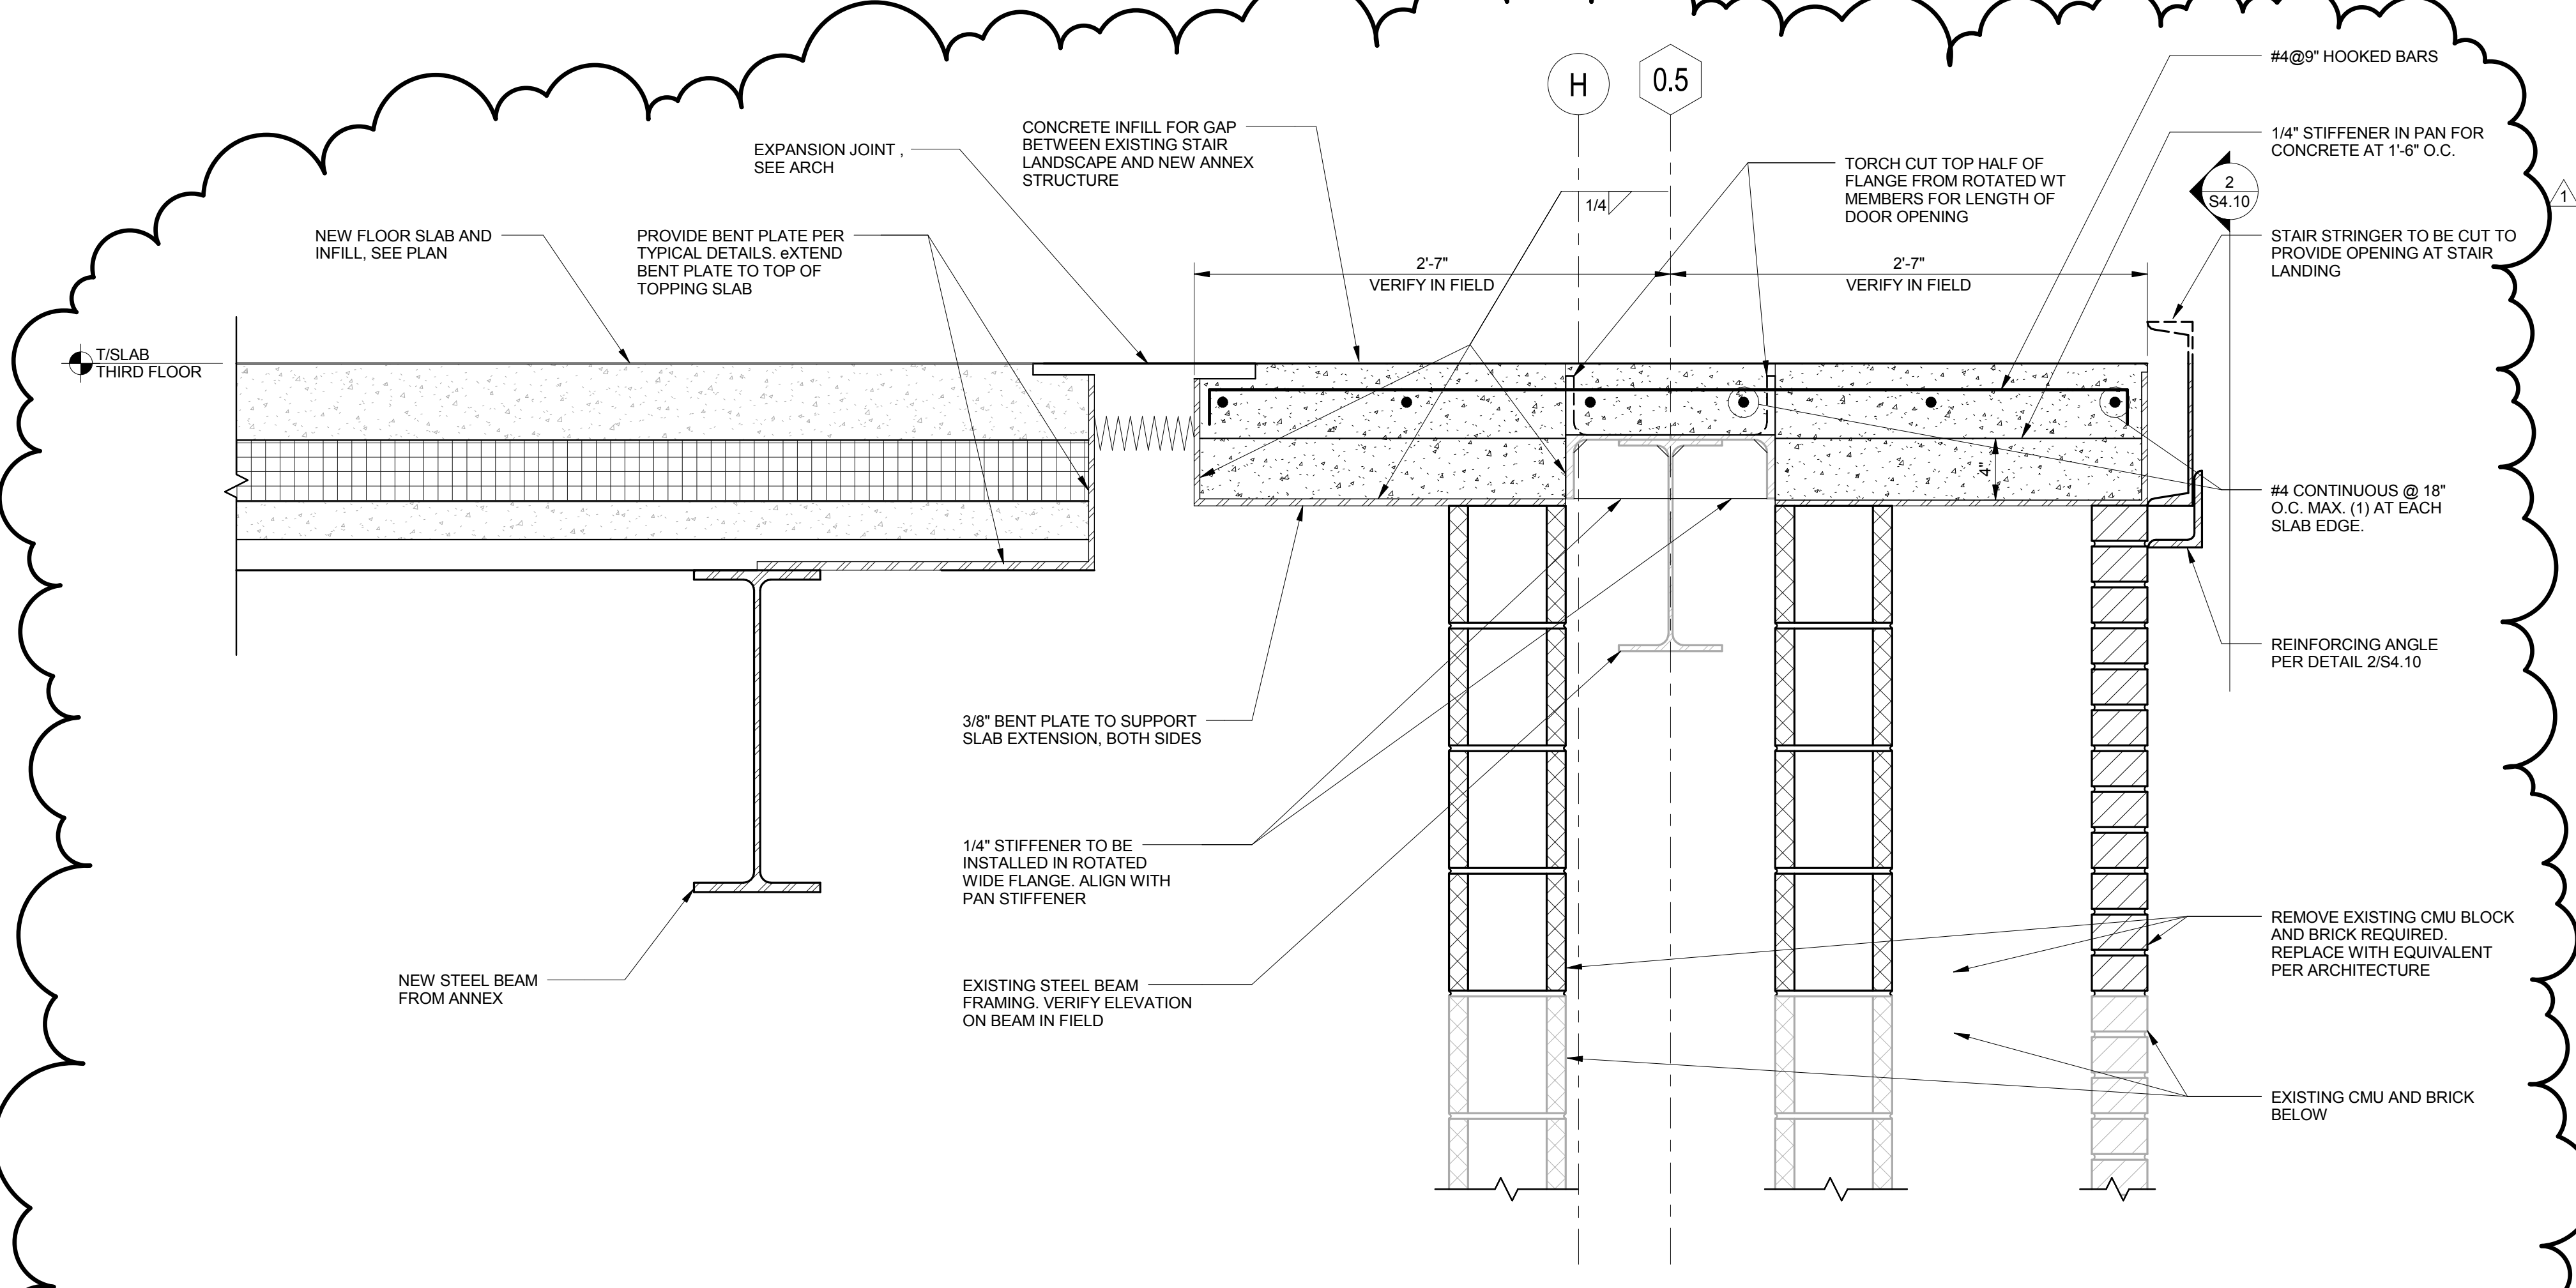 H
0.5
#4@9" HOOKED BARS
1/4" STIFFENER IN PAN FOR
CONCRETE AT 1'-6" O.C.
CONCRETE INFILL FOR GAP
BETWEEN EXISTING STAIR
LANDSCAPE AND NEW ANNEX
STRUCTURE
EXPANSION JOINT ,
SEE ARCH
TORCH CUT TOP HALF OF
FLANGE FROM ROTATED WT
MEMBERS FOR LENGTH OF
DOOR OPENING
2
S4.10
1
1/4
NEW FLOOR SLAB AND
INFILL, SEE PLAN
PROVIDE BENT PLATE PER
TYPICAL DETAILS. eXTEND
BENT PLATE TO TOP OF
TOPPING SLAB
STAIR STRINGER TO BE CUT TO
PROVIDE OPENING AT STAIR
LANDING
2'-7"
VERIFY IN FIELD
2'-7"
VERIFY IN FIELD
T/SLAB
THIRD FLOOR
4"
#4 CONTINUOUS @ 18"
O.C. MAX. (1) AT EACH
SLAB EDGE.
REINFORCING ANGLE
PER DETAIL 2/S4.10
3/8" BENT PLATE TO SUPPORT
SLAB EXTENSION, BOTH SIDES
1/4" STIFFENER TO BE
INSTALLED IN ROTATED
WIDE FLANGE. ALIGN WITH
PAN STIFFENER
NEW STEEL BEAM
FROM ANNEX
EXISTING STEEL BEAM
FRAMING. VERIFY ELEVATION
ON BEAM IN FIELD
REMOVE EXISTING CMU BLOCK
AND BRICK REQUIRED.
REPLACE WITH EQUIVALENT
PER ARCHITECTURE
EXISTING CMU AND BRICK
BELOW